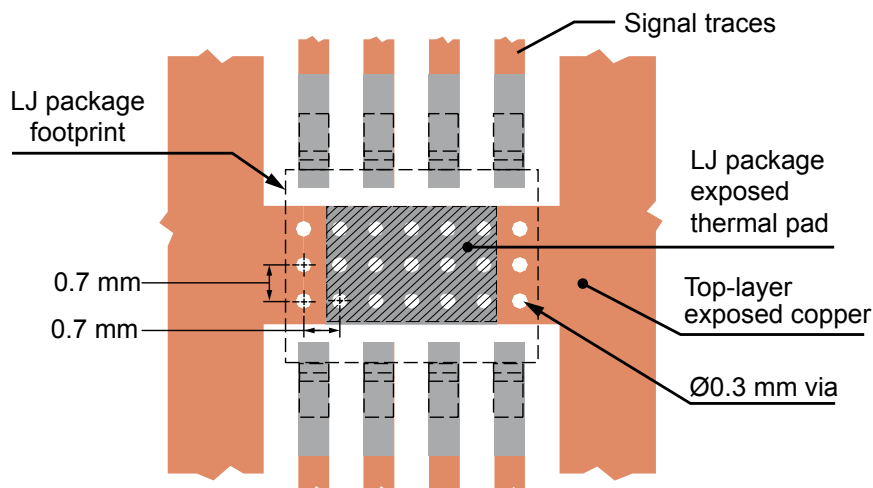 Signal traces
LJ package
footprint
LJ package
exposed
thermal pad
0.7 mm
0.7 mm
Top-layer
exposed copper
Ø0.3 mm via